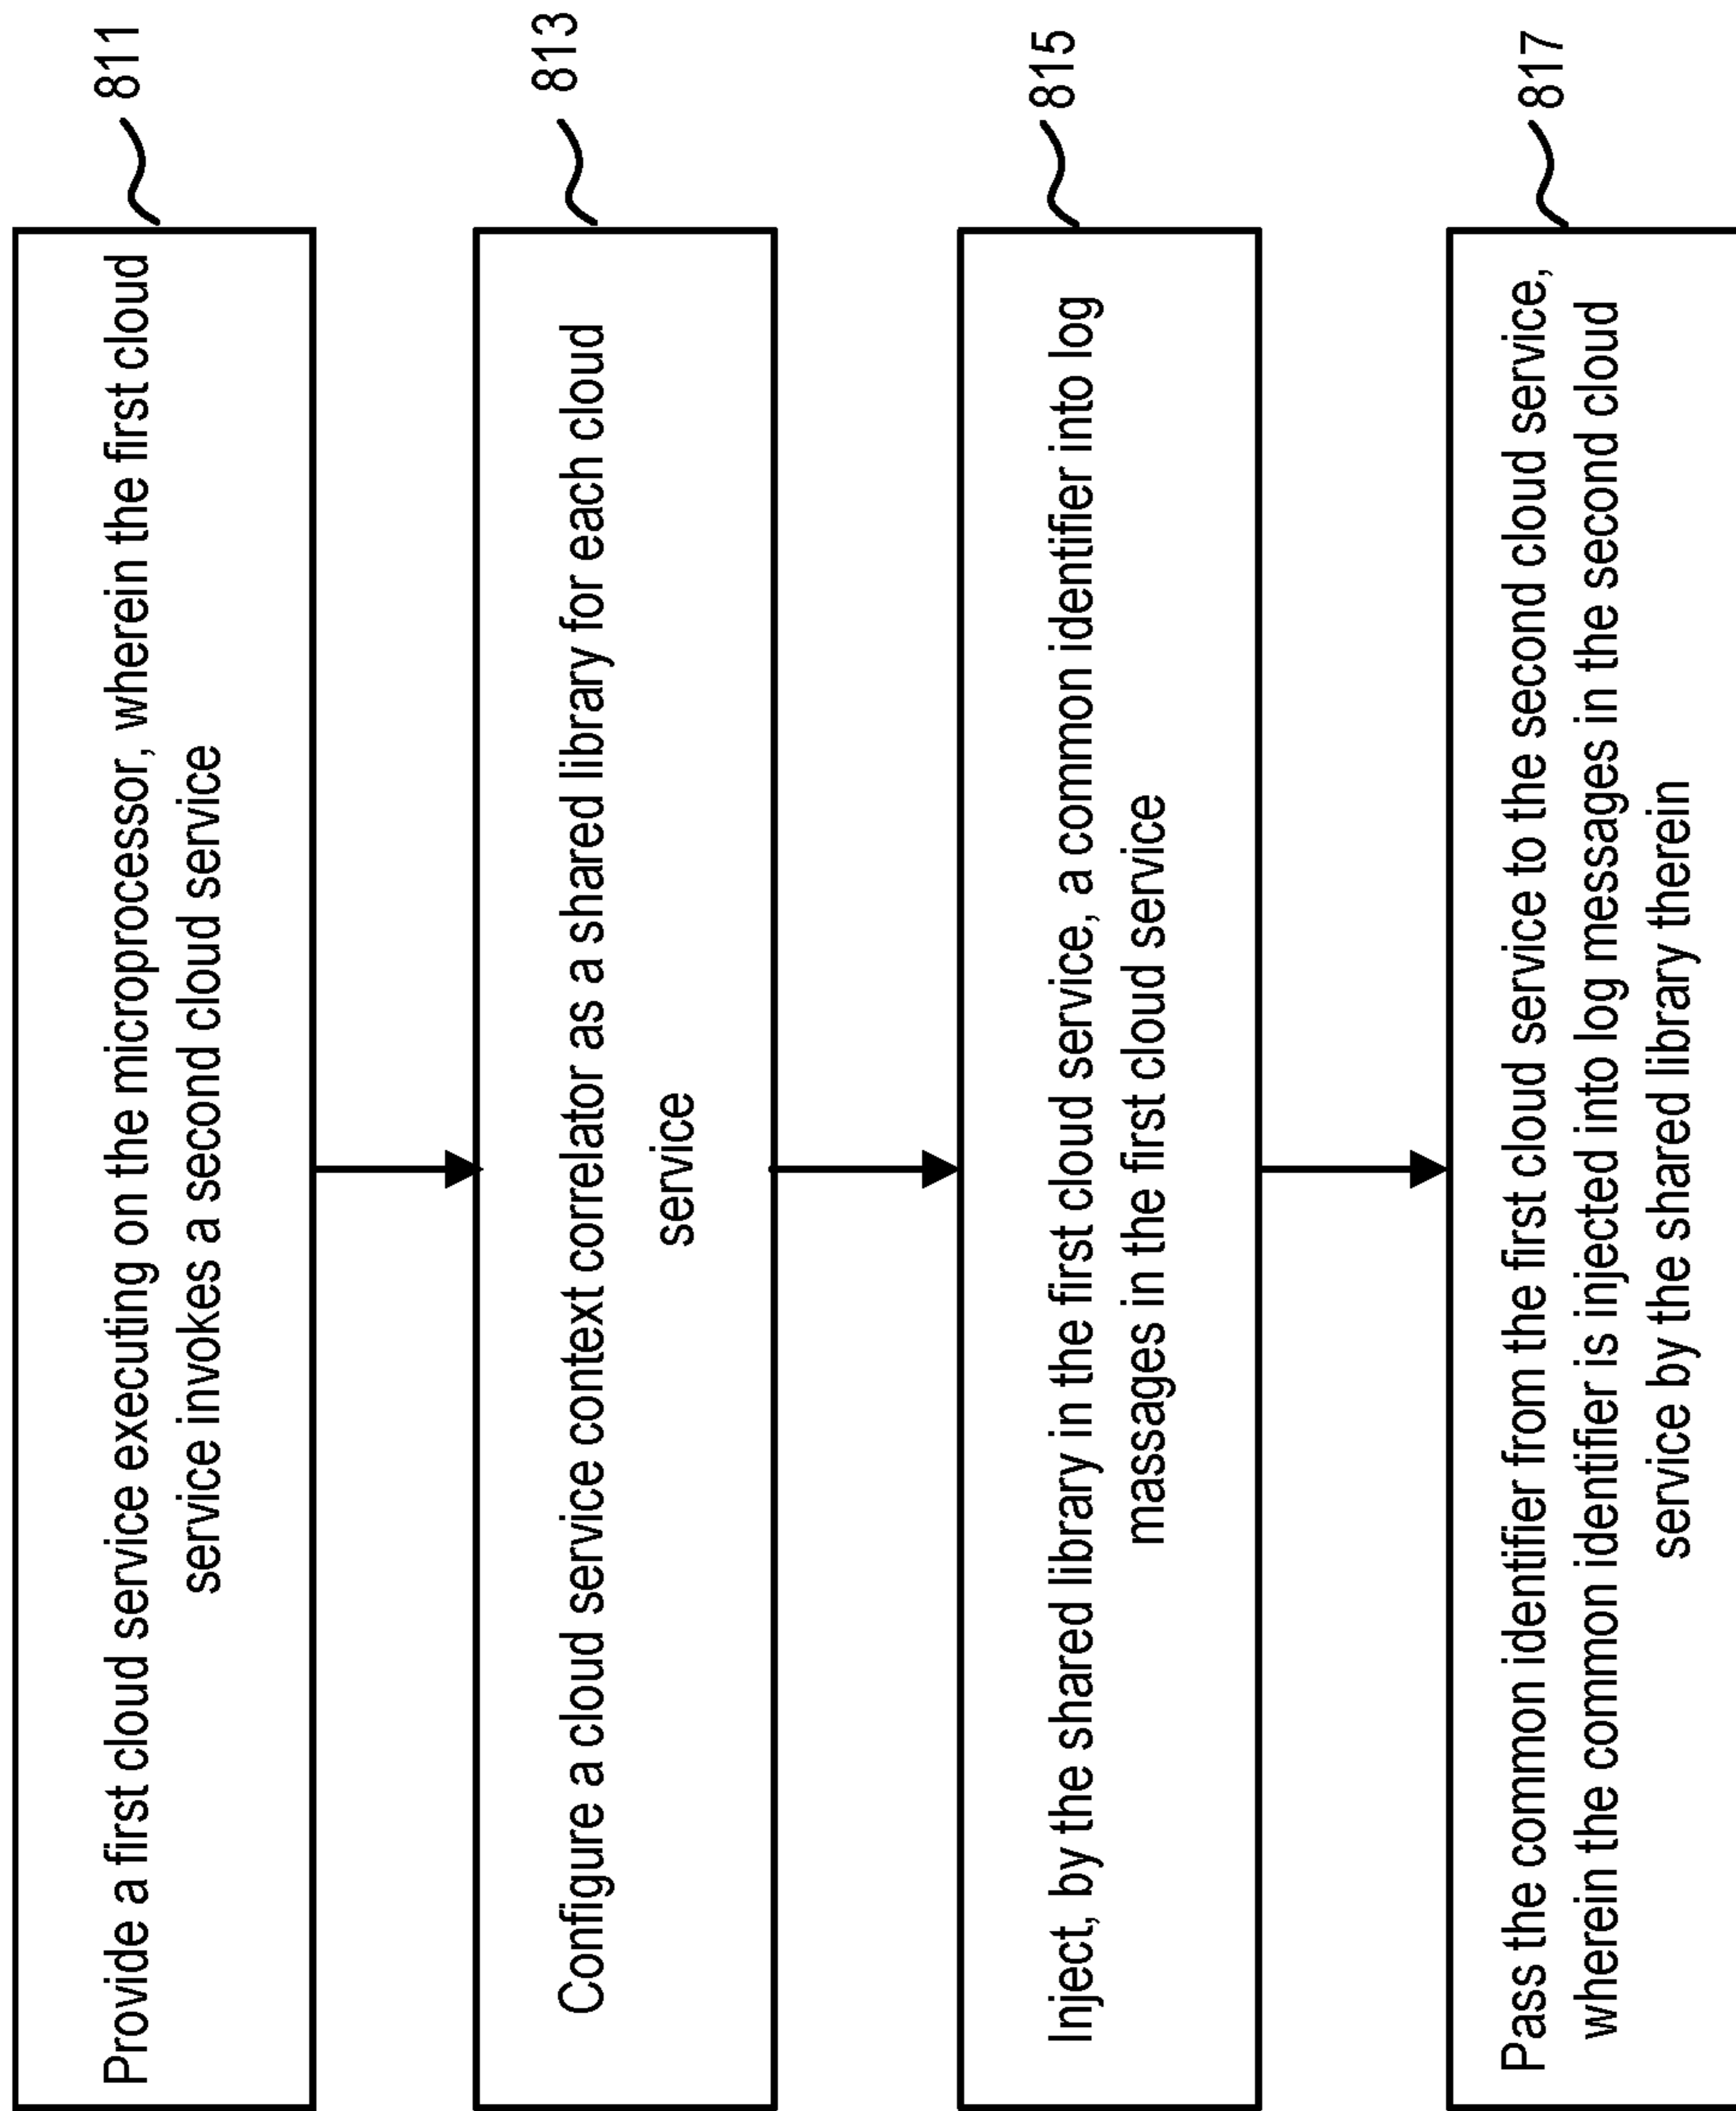 811
Provide a first cloud service executing on the microprocessor, wherein the first cloud
service invokes a second cloud service
813
Configure a cloud service context correlator as a shared library for each cloud
service
815
Inject, by the shared library in the first cloud service, a common identifier into log
massages in the first cloud service
817
Pass the common identifier from the first cloud service to the second cloud service,
wherein the common identifier is injected into log messages in the second cloud
service by the shared library therein